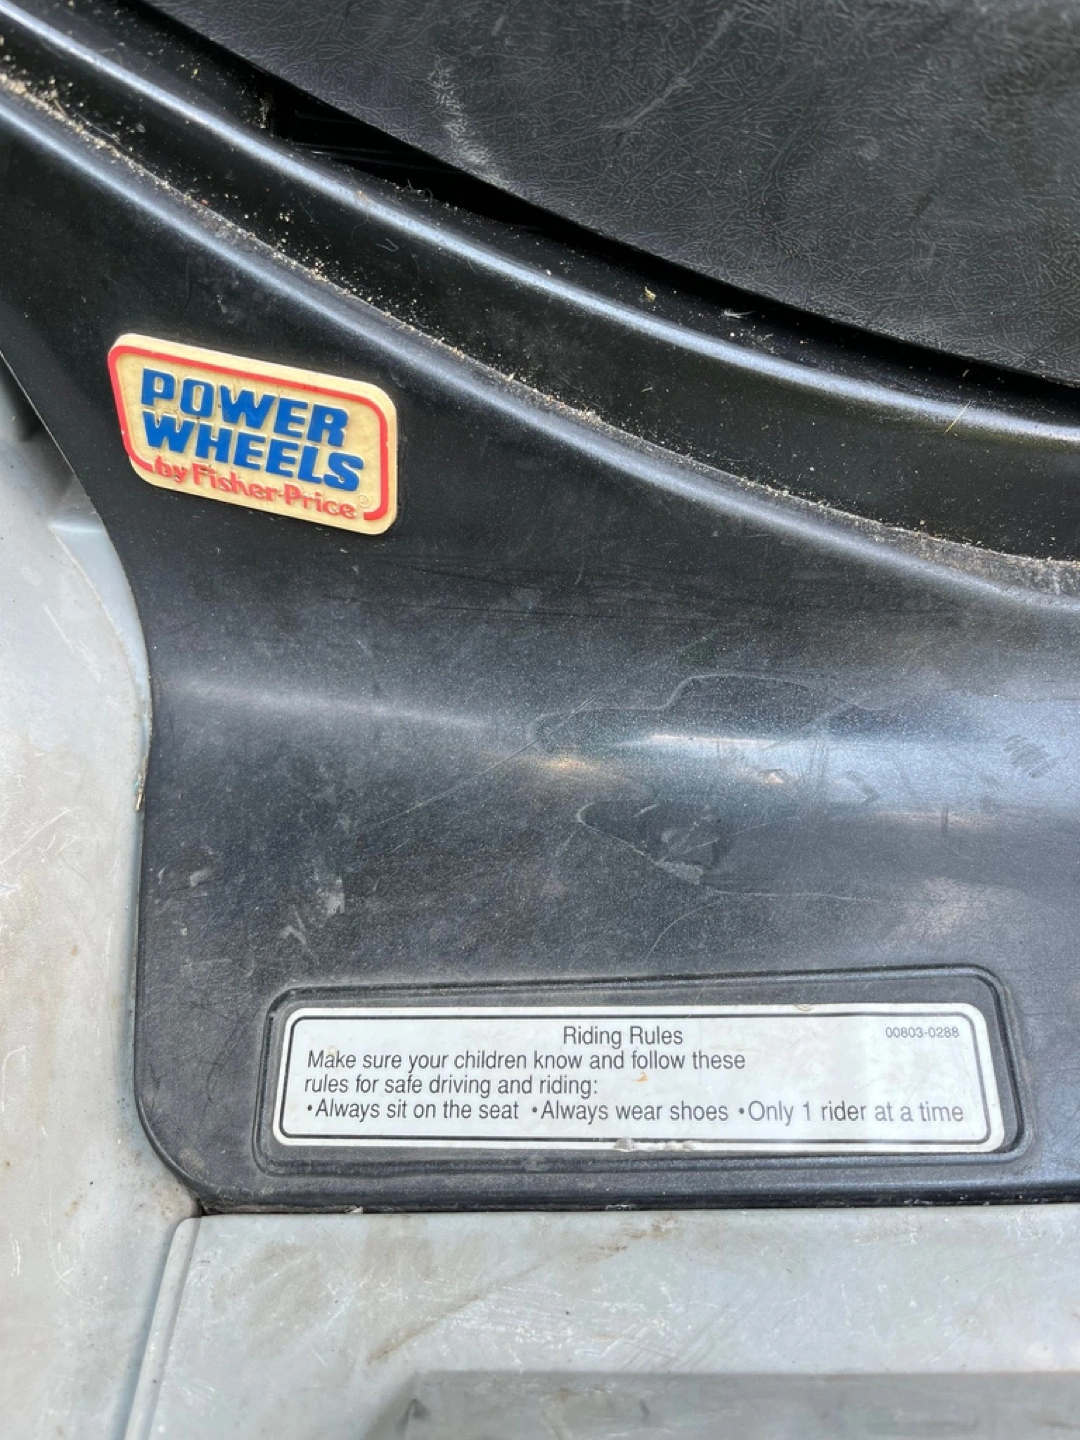 POWER
WHEELS
by Fisher-Price®
Riding Rules
00803-0288
Make sure your children know and follow these
rules for safe driving and riding:
•Always sit on the seat •Always wear shoes •Only 1 rider at a time